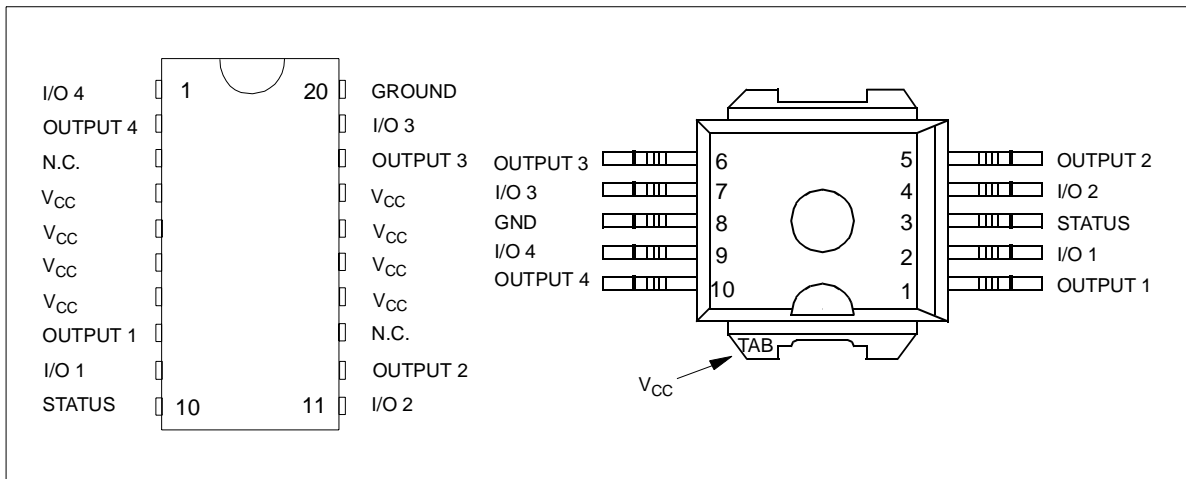 I/O 4 1 20 GROUND
OUTPUT 4 I/O 3
N.C. OUTPUT 3
VCC VCC
VCC VCC
VCC VCC
VCC VCC
OUTPUT 1 N.C.
I/O 1 OUTPUT 2
STATUS 10 11 I/O 2
OUTPUT 3 6 5 OUTPUT 2
I/O 3 7 4 I/O 2
GND 8 3 STATUS
I/O 4 9 2 I/O 1
OUTPUT 4 10 1 OUTPUT 1
TAB
VCC